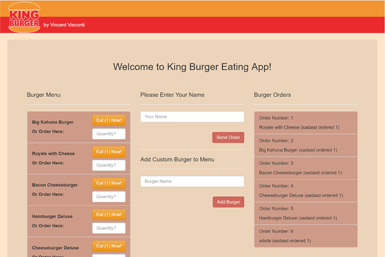 KING
BURGER
by Vincent Visconti
Welcome to King Burger Eating App!
Burger Menu
Big Kahuna Burger
Eat (1) Now!
Or Order Here:
Quantity?
Royale with Cheese
Eat (1) Now!
Or Order Here:
Quantity?
Bacon Cheeseburger
Eat (1) Now!
Or Order Here:
Quantity?
Hamburger Deluxe
Eat (1) Now!
Or Order Here:
Quantity?
Cheeseburger Deluxe
Eat (1) Now!
Or Order Here:
Please Enter Your Name
Your Name
Send Order
Add Custom Burger to Menu
Burger Name
Add Burger
Burger Orders
Order Number: 1
Royale with Cheese (sadasd ordered 1)
Order Number: 2
Big Kahuna Burger (sadasd ordered 1)
Order Number: 3
Bacon Cheeseburger (sadasd ordered 1)
Order Number: 4
Cheeseburger Deluxe (sadasd ordered 1)
Order Number: 5
Hamburger Deluxe (sadasd ordered 1)
Order Number: 6
(sadasd ordered 1)